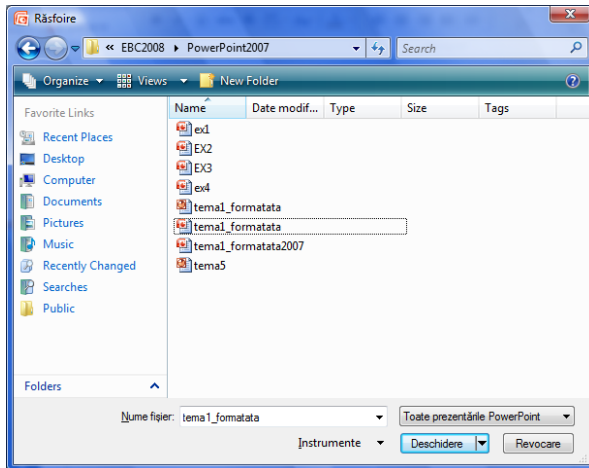 Răsfoire
« EBC2008 ▸ PowerPoint2007
Search
Organize
Views
New Folder
Favorite Links
Recent Places
Desktop
Computer
Documents
Pictures
Music
Recently Changed
Searches
Public
Folders
Name Date modif... Type Size Tags
ex1
EX2
EX3
ex4
tema1_formatata
tema1_formatata
tema1_formatata2007
tema5
Nume fişier: tema1_formatata
Toate prezentările PowerPoint
Instrumente
Deschidere
Revocare